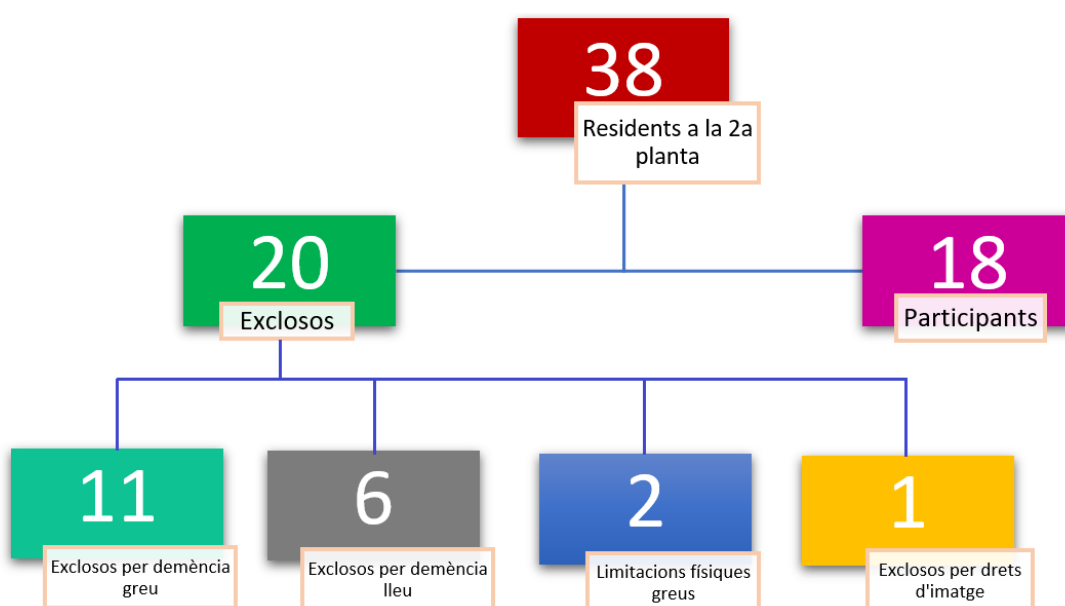 38
Residents a la 2a
planta
20
Exclosos
18
Participants
11
Exclosos per demència
greu
6
Exclosos per demència
lleu
2
Limitacions físiques
greus
1
Exclosos per drets
d'imatge